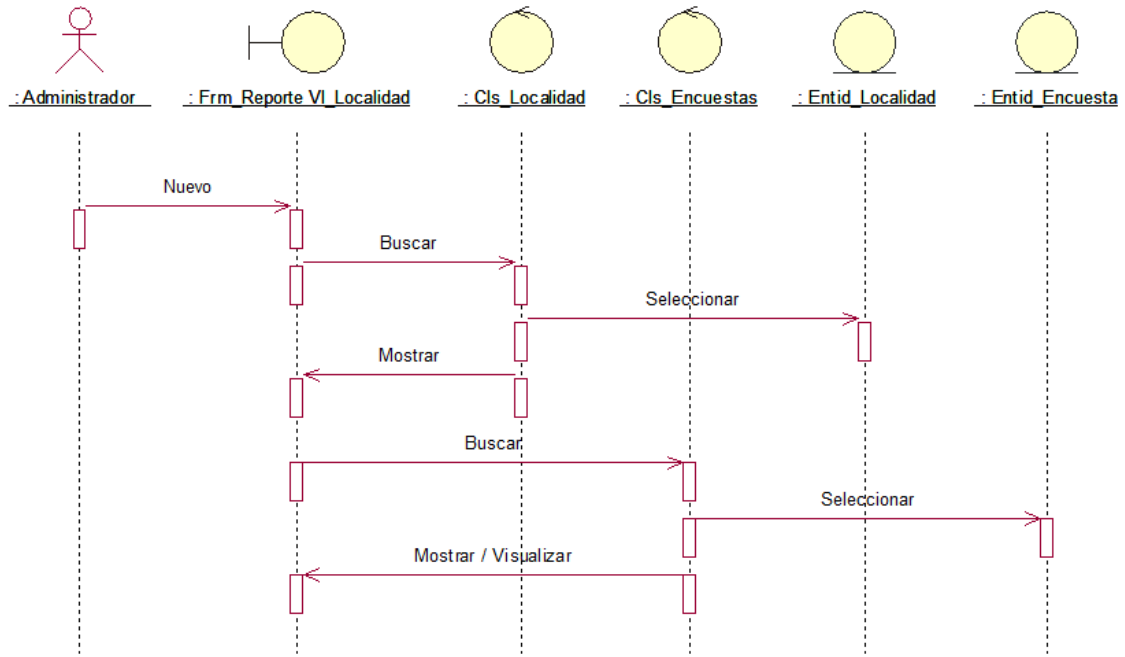 : Administrador
: Frm_Reporte VI_Localidad
: Cls_Localidad
: Cls_Encuestas
: Entid_Localidad
: Entid_Encuesta
Nuevo
Buscar
Seleccionar
Mostrar
Buscar
Seleccionar
Mostrar / Visualizar